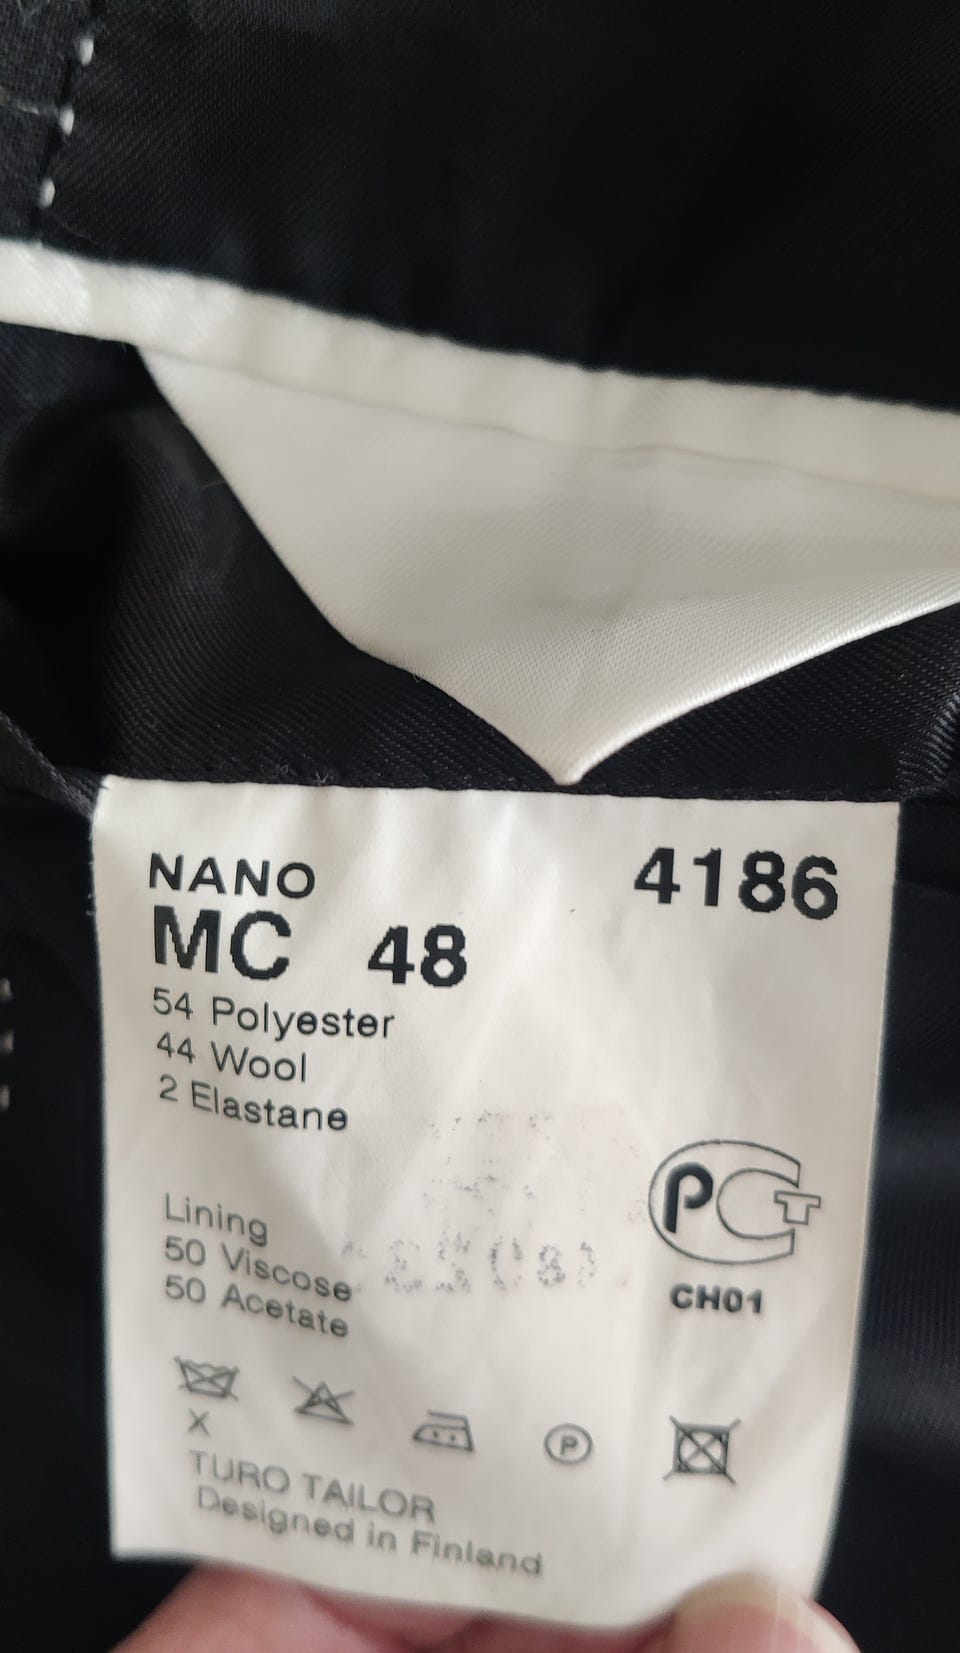 NANO 4186
MC 48
54 Polyester
44 Wool
2 Elastane
Lining
50 Viscose
50 Acetate
РСТ
CH01
P
X
TURO TAILOR
Designed in Finland